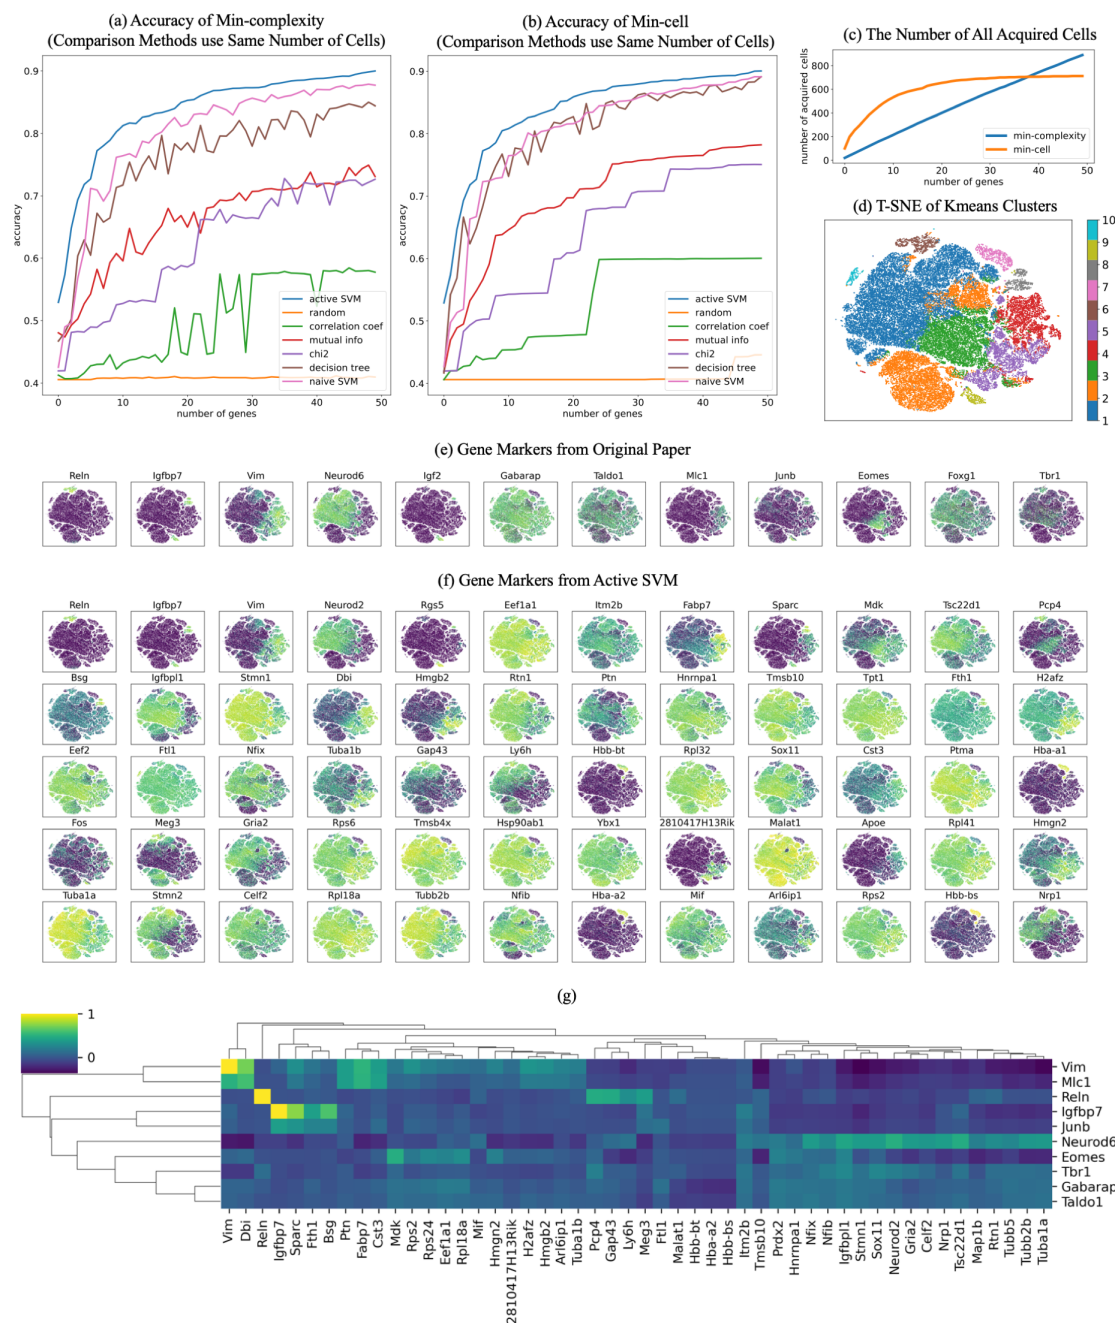 (a) Accuracy of Min-complexity
(Comparison Methods use Same Number of Cells)
0.9
0.8
0.7
0.6
0.5
0.4
accuracy
0 10 20 30 40 50
number of genes
active SVM
random
correlation coef
mutual info
chi2
decision tree
naive SVM
(b) Accuracy of Min-cell
(Comparison Methods use Same Number of Cells)
0.9
0.8
0.7
0.6
0.5
0.4
accuracy
0 10 20 30 40 50
number of genes
active SVM
random
correlation coef
mutual info
chi2
decision tree
naive SVM
(c) The Number of All Acquired Cells
number of acquired cells
800
600
400
200
0
0 10 20 30 40 50
number of genes
min-complexity
min-cell
(d) T-SNE of Kmeans Clusters
10
9
8
7
6
5
4
3
2
1
(e) Gene Markers from Original Paper
Reln Igfbp7 Vim Neurod6 Igf2 Gabarap Taldo1 Mlc1 Junb Eomes Foxg1 Tbr1
(f) Gene Markers from Active SVM
Reln Igfbp7 Vim Neurod2 Rgs5 Eef1a1 Itm2b Fabp7 Sparc Mdk Tsc22d1 Pcp4
Bsg Igfbpl1 Stmn1 Dbi Hmgb2 Rtn1 Ptn Hnrnpa1 Tmsb10 Tpt1 Fth1 H2afz
Eef2 Ftl1 Nfix Tuba1b Gap43 Ly6h Hbb-bt Rpl32 Sox11 Cst3 Ptma Hba-a1
Fos Meg3 Gria2 Rps6 Tmsb4x Hsp90ab1 Ybx1 2810417H13Rik Malat1 Apoe Rpl41 Hmgn2
Tuba1a Stmn2 Celf2 Rpl18a Tubb2b Nfib Hba-a2 Mif Arl6ip1 Rps2 Hbb-bs Nrp1
(g)
1
0
Vim
Mlc1
Reln
Igfbp7
Junb
Neurod6
Eomes
Tbr1
Gabarap
Taldo1
Vim
Dbi
Reln
Igfbp7
Sparc
Fth1
Bsg
Ptn
Fabp7
Cst3
Mdk
Rps2
Rps24
Eef1a1
Rpl18a
Mif
Hmgn2
2810417H13Rik
H2afz
Hmgb2
Arl6ip1
Tuba1b
Pcp4
Gap43
Ly6h
Meg3
Ftl1
Malat1
Hbb-bt
Hba-a2
Hbb-bs
Itm2b
Tmsb10
Prdx2
Hnrnpa1
Nfix
Nfib
Igfbpl1
Stmn1
Sox11
Neurod2
Gria2
Celf2
Nrp1
Tsc22d1
Map1b
Rtn1
Tubb5
Tubb2b
Tuba1a